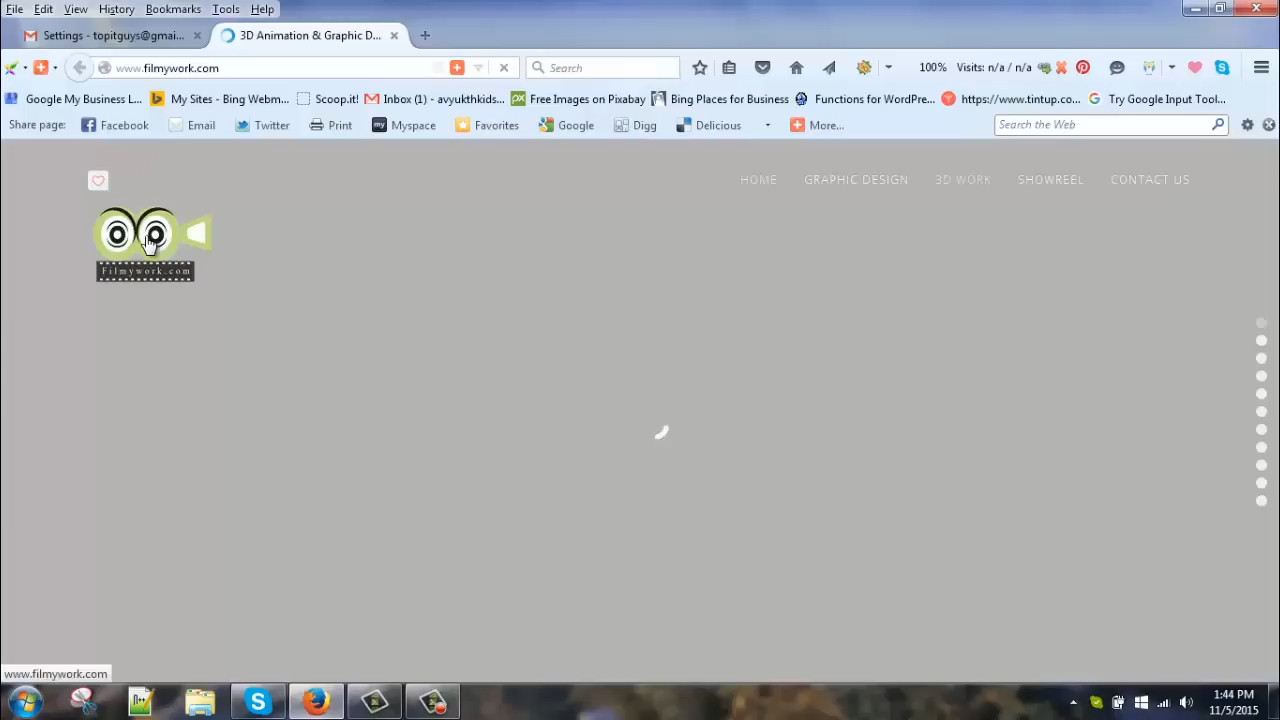 File Edit View History Bookmarks Tools Help
Settings - topitguys@gmai... 3D Animation & Graphic D...
www.filmywork.com Search 100% Visits: n/a / n/a
Google My Business L... My Sites - Bing Webm... Scoop.it! Inbox (1) - avyukthkids... Free Images on Pixabay Bing Places for Business Functions for WordPre... https://www.tintup.co... Try Google Input Tool...
Share page: Facebook Email Twitter Print my Myspace Favorites Google Digg Delicious More... Search the Web
HOME GRAPHIC DESIGN 3D WORK SHOWREEL CONTACT US
Filmywork.com
www.filmywork.com
1:44 PM
11/5/2015